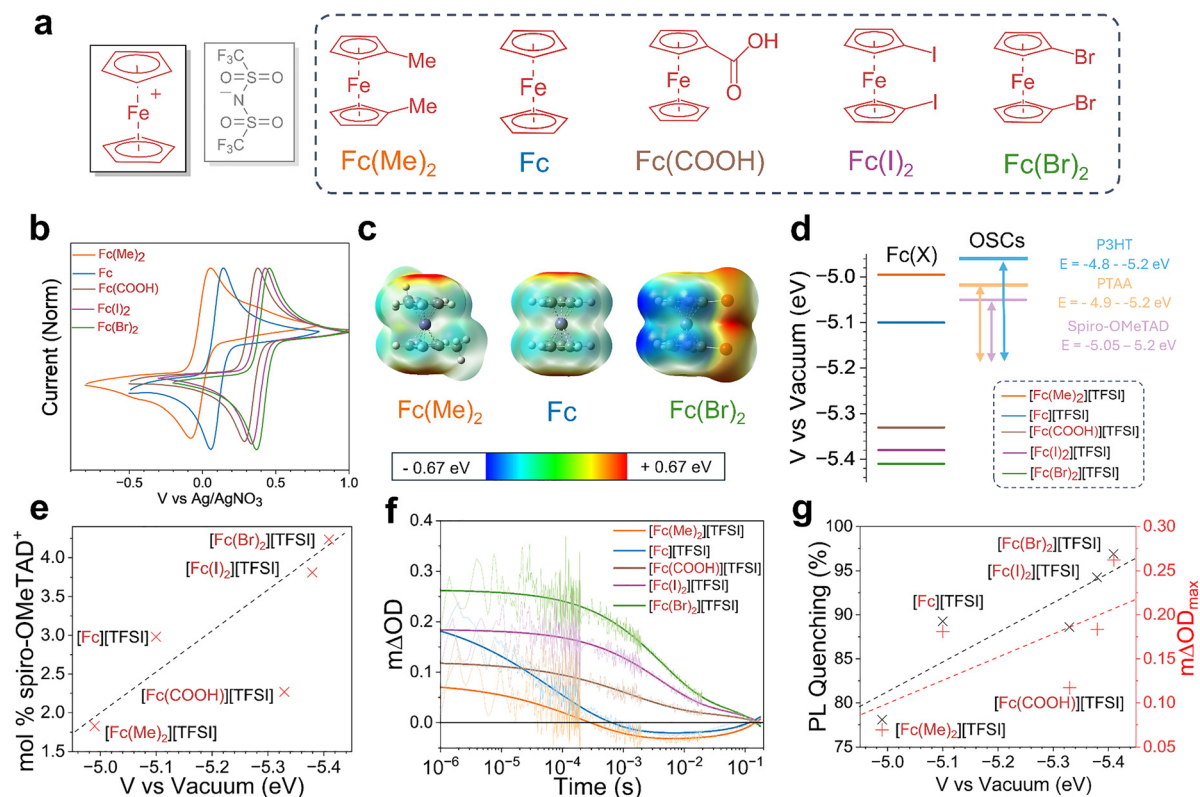 a
F3C
O=S=O
N
O=S=O
F3C
+
Fe
Fe
Me
Me
Fc(Me)2
Fe
Fc
Fe
OH
O
Fc(COOH)
Fe
I
I
Fc(I)2
Fe
Br
Br
Fc(Br)2
b
Fc(Me)2
Fc
Fc(COOH)
Fc(I)2
Fc(Br)2
Current (Norm)
−0.5 0.0 0.5 1.0
V vs Ag/AgNO3
c
Fc(Me)2
Fc
Fc(Br)2
- 0.67 eV
+ 0.67 eV
d
Fc(X)
OSCs
V vs Vacuum (eV)
−5.0
−5.1
−5.2
−5.3
−5.4
P3HT
E = -4.8 - -5.2 eV
PTAA
E = - 4.9 - -5.2 eV
Spiro-OMeTAD
E = -5.05 – 5.2 eV
[Fc(Me)2][TFSI]
[Fc][TFSI]
[Fc(COOH)][TFSI]
[Fc(I)2][TFSI]
[Fc(Br)2][TFSI]
e
mol % spiro-OMeTAD+
4.0
3.5
3.0
2.5
2.0
1.5
[Fc(Br)2][TFSI]
[Fc(I)2][TFSI]
[Fc][TFSI]
[Fc(COOH)][TFSI]
[Fc(Me)2][TFSI]
−5.0 −5.1 −5.2 −5.3 −5.4
V vs Vacuum (eV)
f
m∆OD
0.4
0.3
0.2
0.1
0.0
[Fc(Me)2][TFSI]
[Fc][TFSI]
[Fc(COOH)][TFSI]
[Fc(I)2][TFSI]
[Fc(Br)2][TFSI]
10−6 10−5 10−4 10−3 10−2 10−1
Time (s)
g
PL Quenching (%)
100
95
90
85
80
75
[Fc(Br)2][TFSI]
[Fc(I)2][TFSI]
[Fc][TFSI]
[Fc(COOH)][TFSI]
[Fc(Me)2][TFSI]
0.30
0.25
0.20
0.15
0.10
0.05
m∆ODmax
−5.0 −5.1 −5.2 −5.3 −5.4
V vs Vacuum (eV)